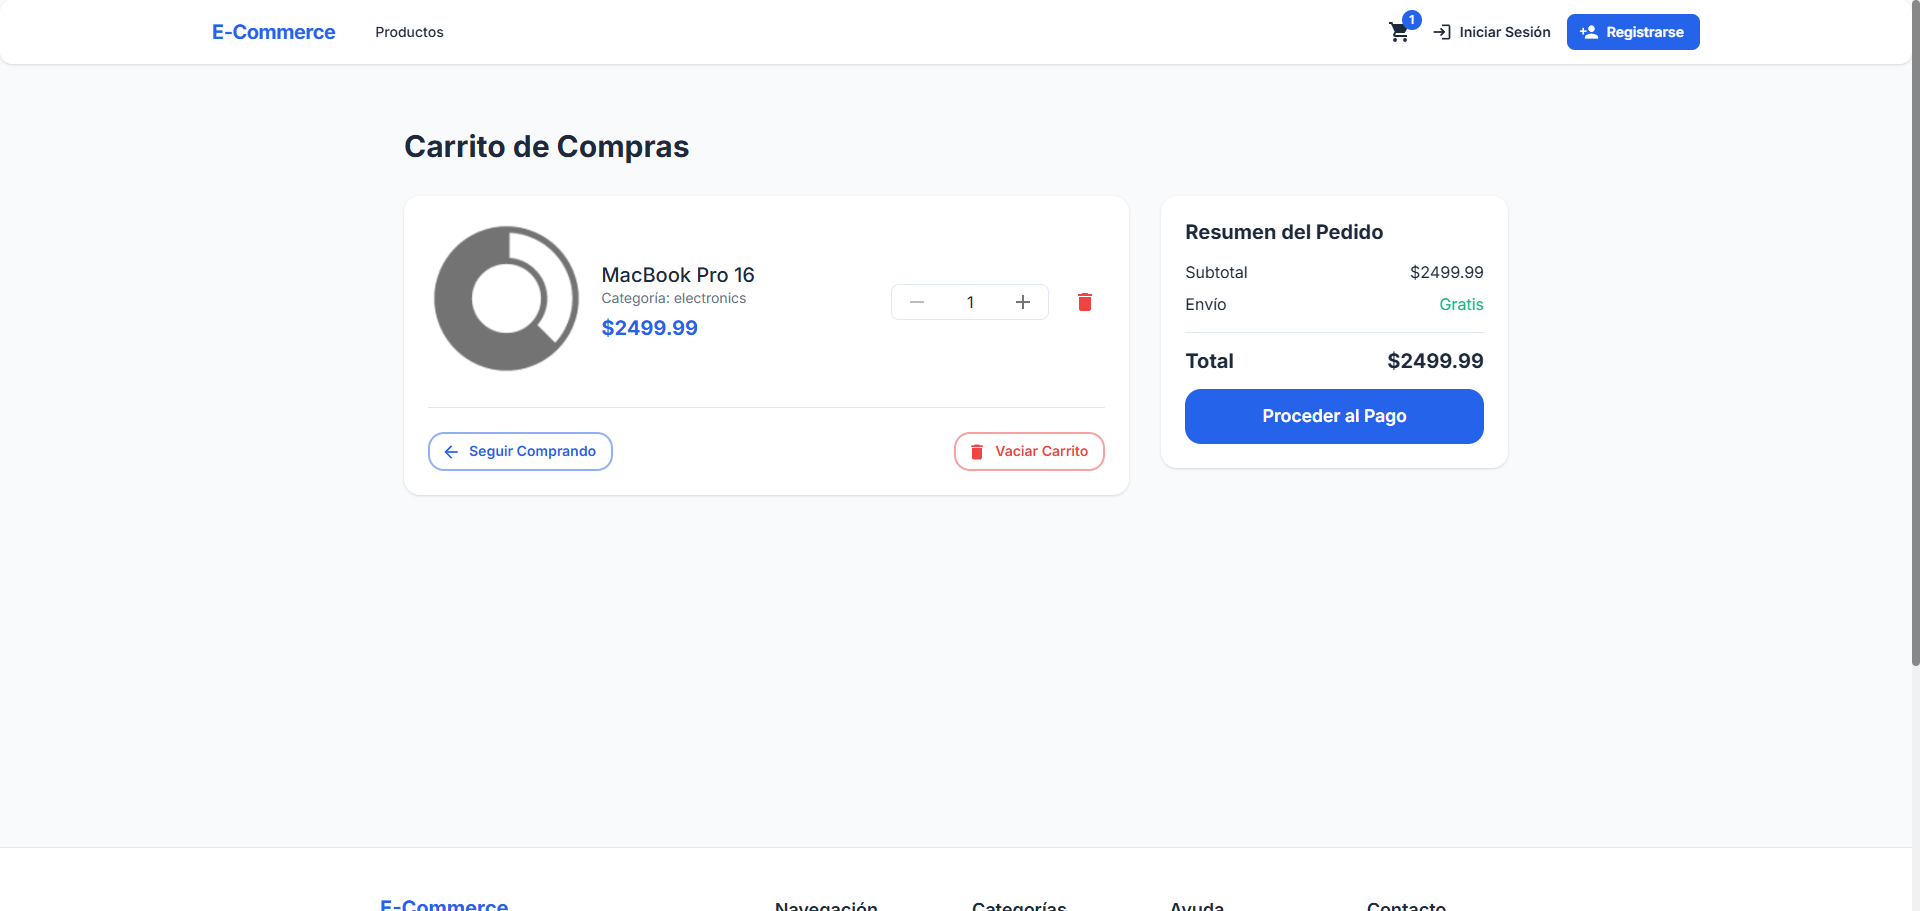 E-Commerce
Productos
1
Iniciar Sesión
Registrarse
Carrito de Compras
MacBook Pro 16
Categoría: electronics
$2499.99
1
Seguir Comprando
Vaciar Carrito
Resumen del Pedido
Subtotal $2499.99
Envío Gratis
Total $2499.99
Proceder al Pago
E-Commerce
Navegación
Categorías
Ayuda
Contacto